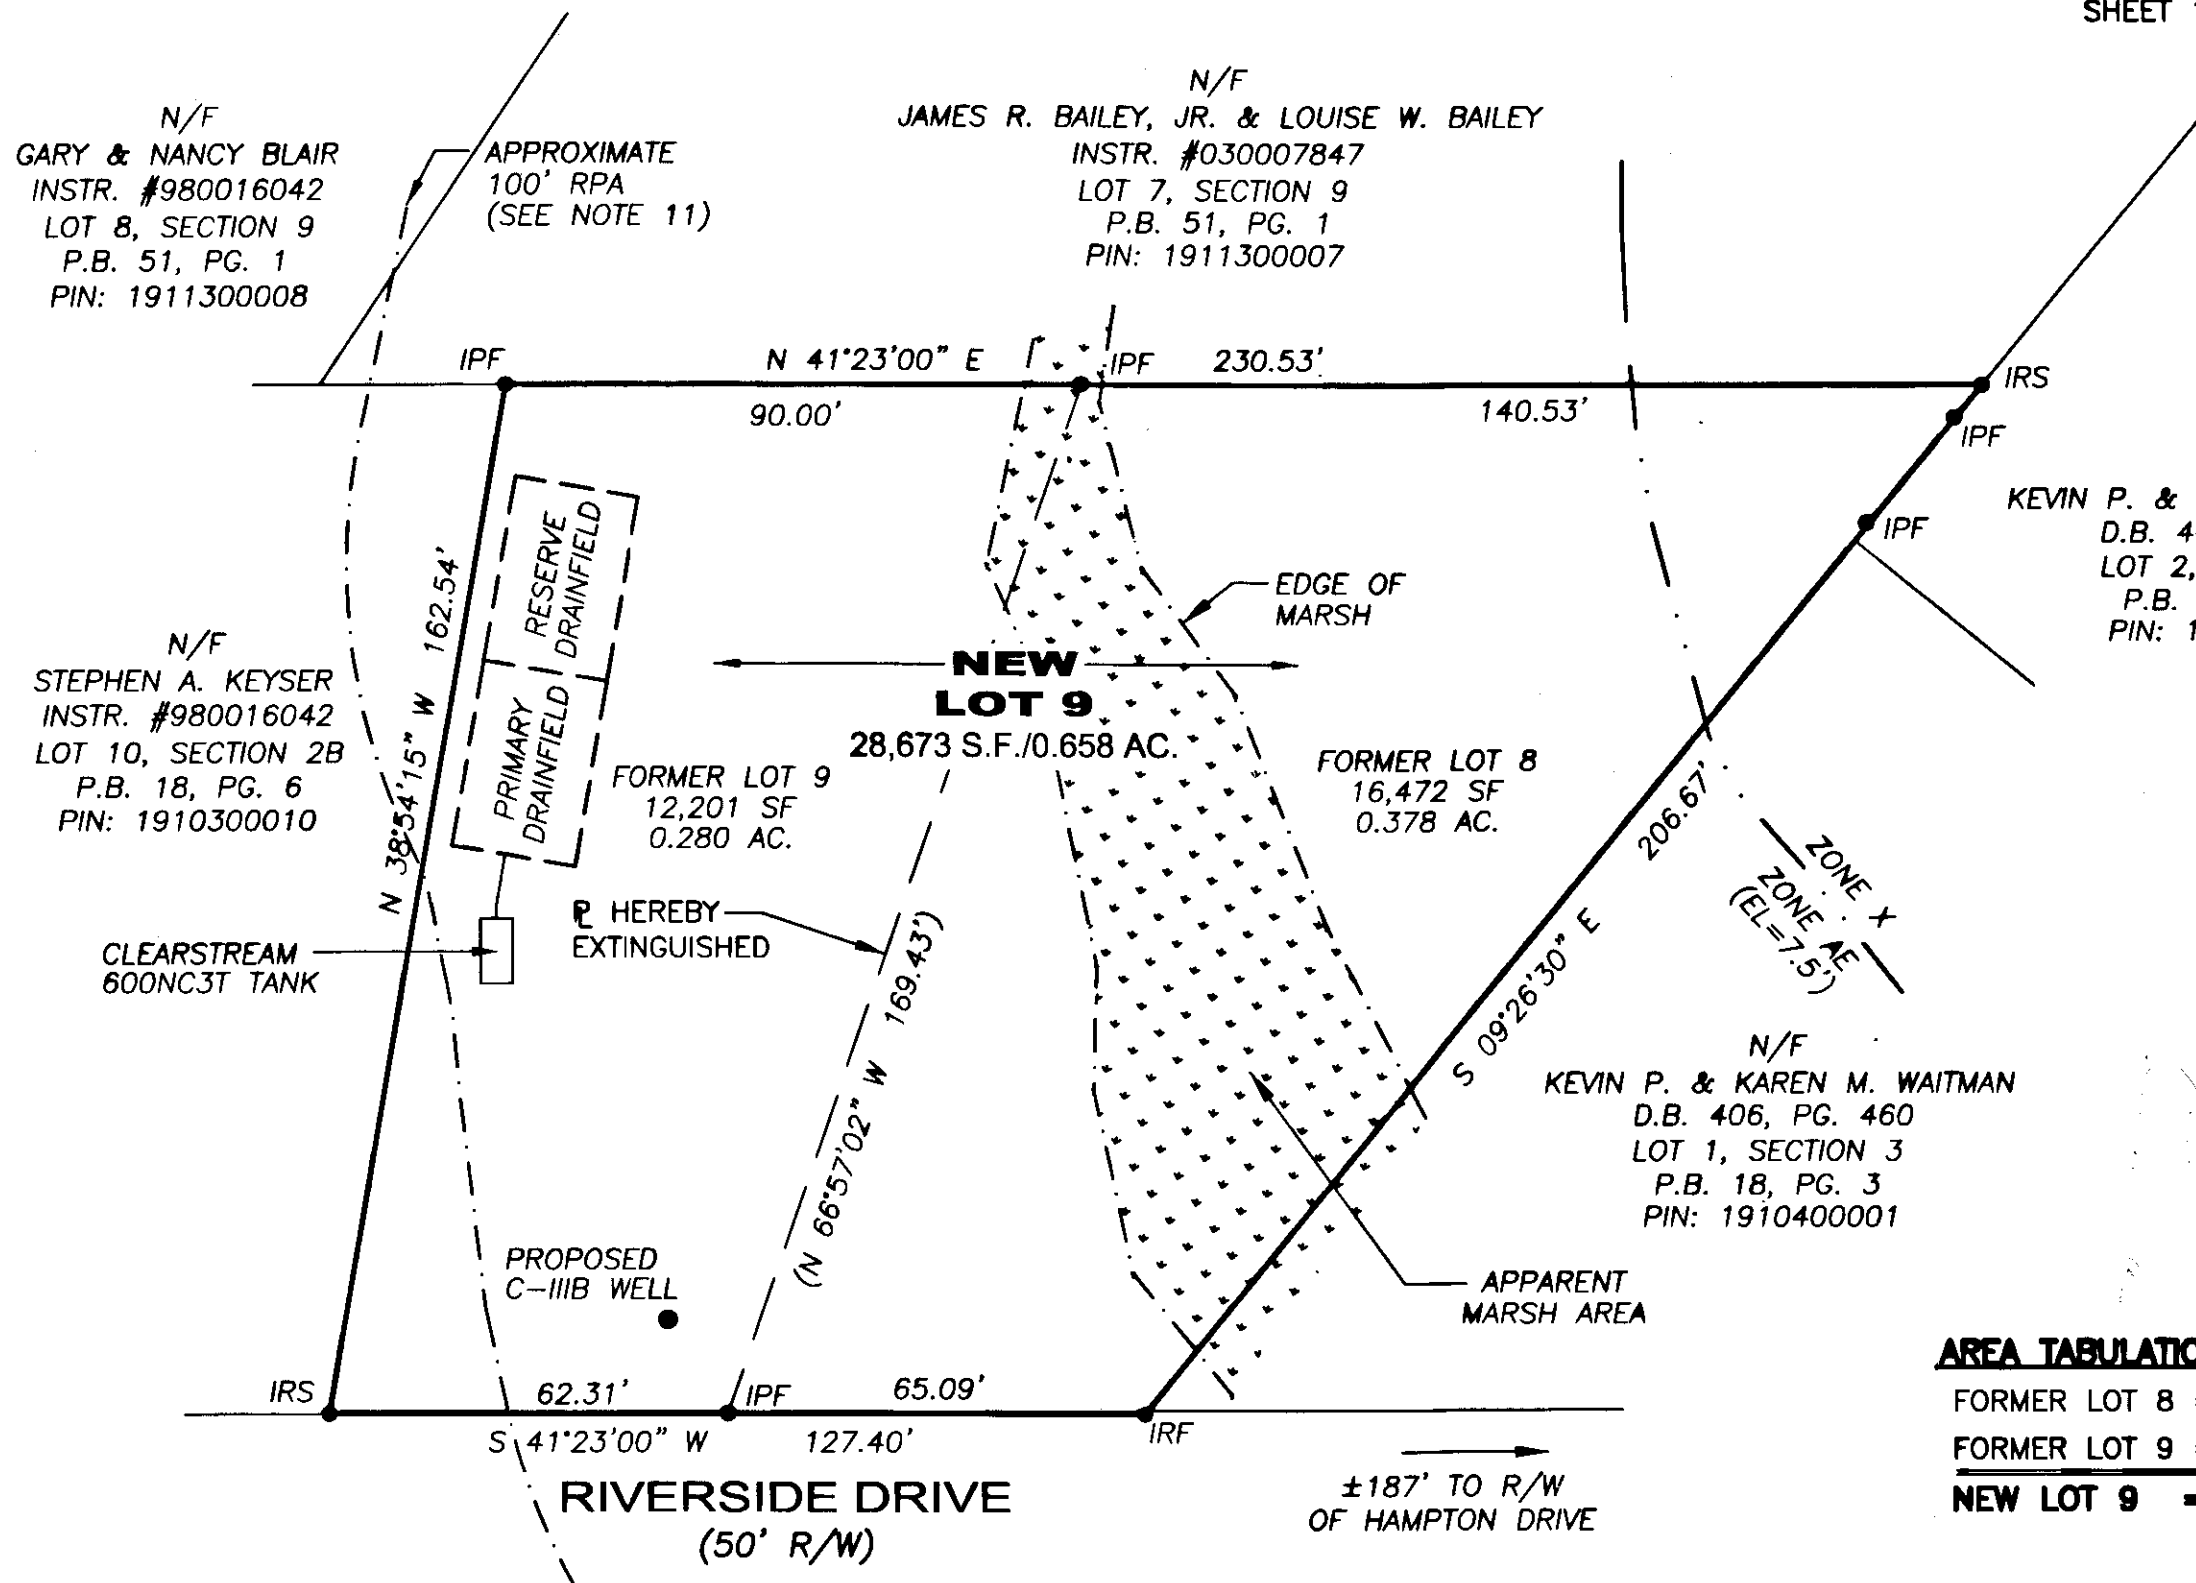 SHEET
N/F
GARY & NANCY BLAIR
INSTR. #980016042
LOT 8, SECTION 9
P.B. 51, PG. 1
PIN: 1911300008
APPROXIMATE
100' RPA
(SEE NOTE 11)
N/F
JAMES R. BAILEY, JR. & LOUISE W. BAILEY
INSTR. #030007847
LOT 7, SECTION 9
P.B. 51, PG. 1
PIN: 1911300007
IPF
N 41°23'00" E
IPF
230.53'
IRS
90.00'
140.53'
IPF
IPF
KEVIN P. &
D.B. 4
LOT 2,
P.B.
PIN: 1
RESERVE
DRAINFIELD
PRIMARY
DRAINFIELD
N 38°54'15" W 162.54'
EDGE OF
MARSH
N/F
STEPHEN A. KEYSER
INSTR. #980016042
LOT 10, SECTION 2B
P.B. 18, PG. 6
PIN: 1910300010
NEW
LOT 9
28,673 S.F./0.658 AC.
FORMER LOT 9
12,201 SF
0.280 AC.
FORMER LOT 8
16,472 SF
0.378 AC.
S 09°26'30" E 206.67'
ZONE X
ZONE AE
(EL=7.5')
CLEARSTREAM
600NC3T TANK
PL HEREBY
EXTINGUISHED
(N 66°57'02" W 169.43')
N/F
KEVIN P. & KAREN M. WAITMAN
D.B. 406, PG. 460
LOT 1, SECTION 3
P.B. 18, PG. 3
PIN: 1910400001
PROPOSED
C-IIIB WELL
APPARENT
MARSH AREA
IRS
62.31'
IPF
65.09'
IRF
S 41°23'00" W
127.40'
RIVERSIDE DRIVE
(50' R/W)
±187' TO R/W
OF HAMPTON DRIVE
AREA TABULATIO
FORMER LOT 8
FORMER LOT 9
NEW LOT 9 =